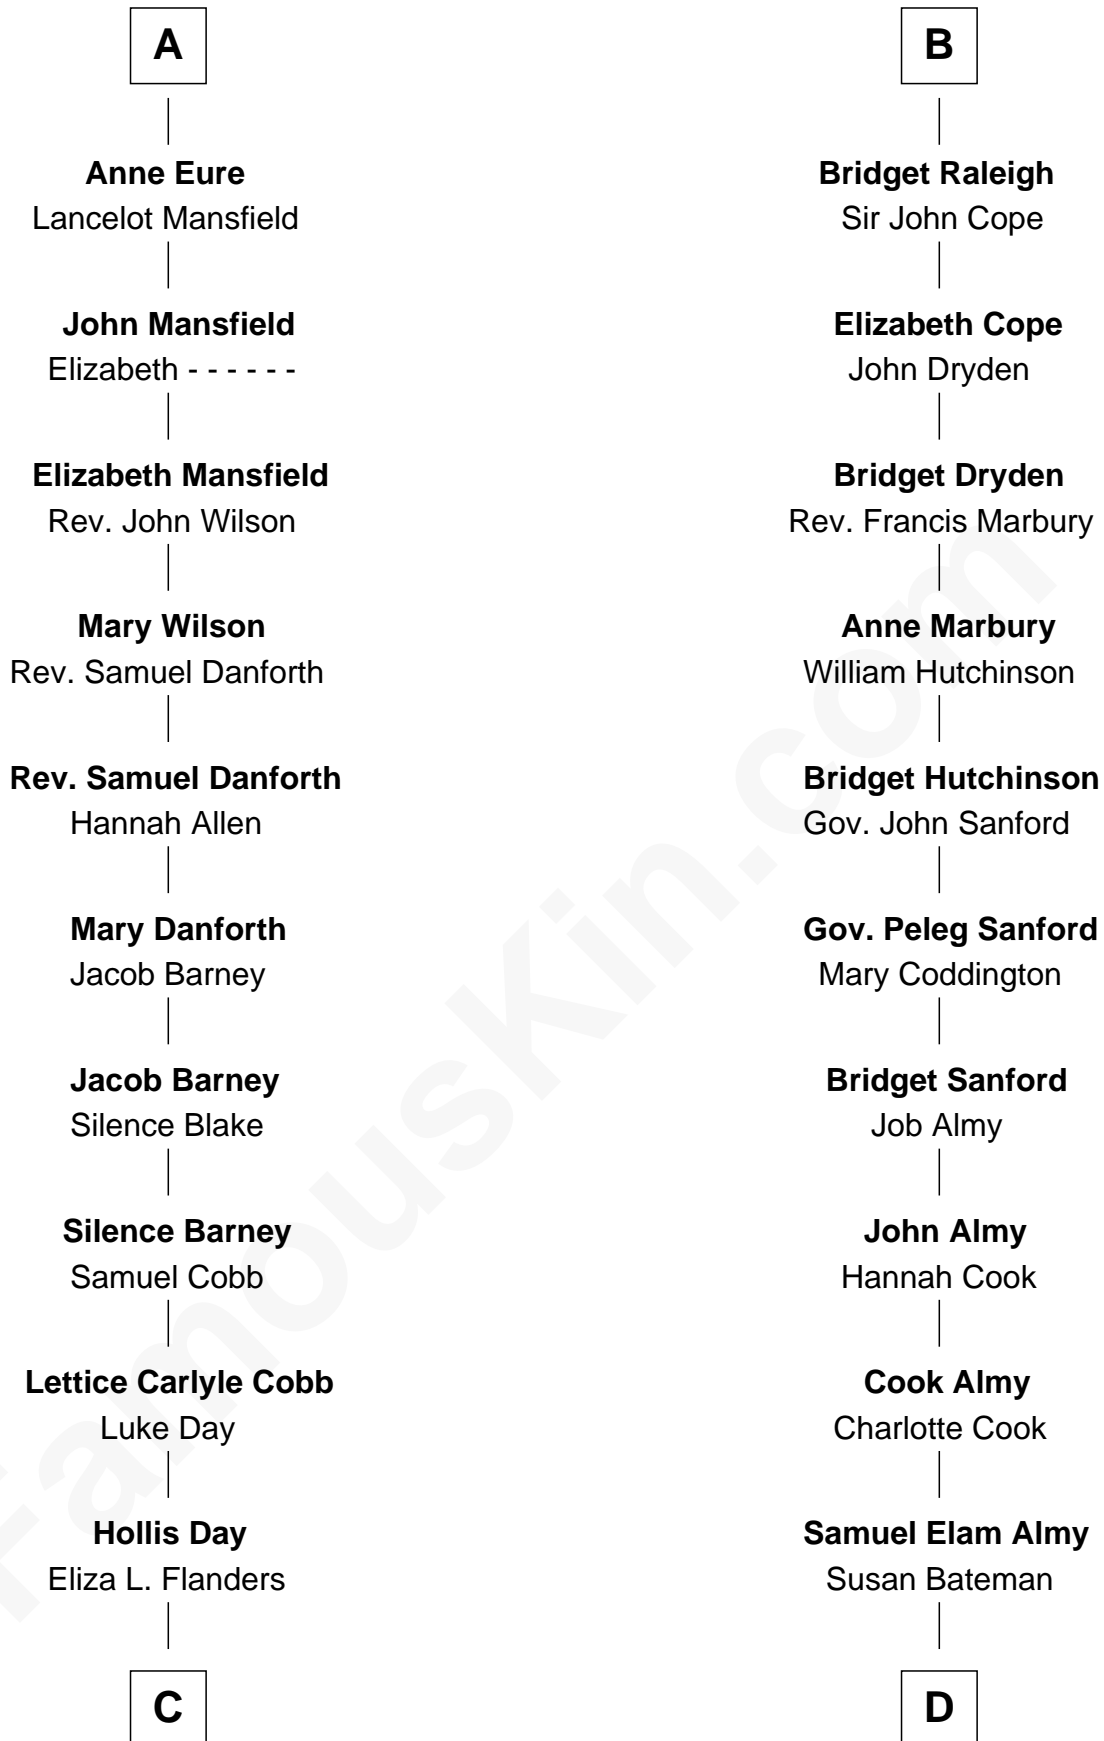 A
Anne Eure
Lancelot Mansfield
John Mansfield
Elizabeth - - - - - -
Elizabeth Mansfield
Rev. John Wilson
Mary Wilson
Rev. Samuel Danforth
Rev. Samuel Danforth
Hannah Allen
Mary Danforth
Jacob Barney
Jacob Barney
Silence Blake
Silence Barney
Samuel Cobb
Lettice Carlyle Cobb
Luke Day
Hollis Day
Eliza L. Flanders
C
B
Bridget Raleigh
Sir John Cope
Elizabeth Cope
John Dryden
Bridget Dryden
Rev. Francis Marbury
Anne Marbury
William Hutchinson
Bridget Hutchinson
Gov. John Sanford
Gov. Peleg Sanford
Mary Coddington
Bridget Sanford
Job Almy
John Almy
Hannah Cook
Cook Almy
Charlotte Cook
Samuel Elam Almy
Susan Bateman
D
FamousKin.com